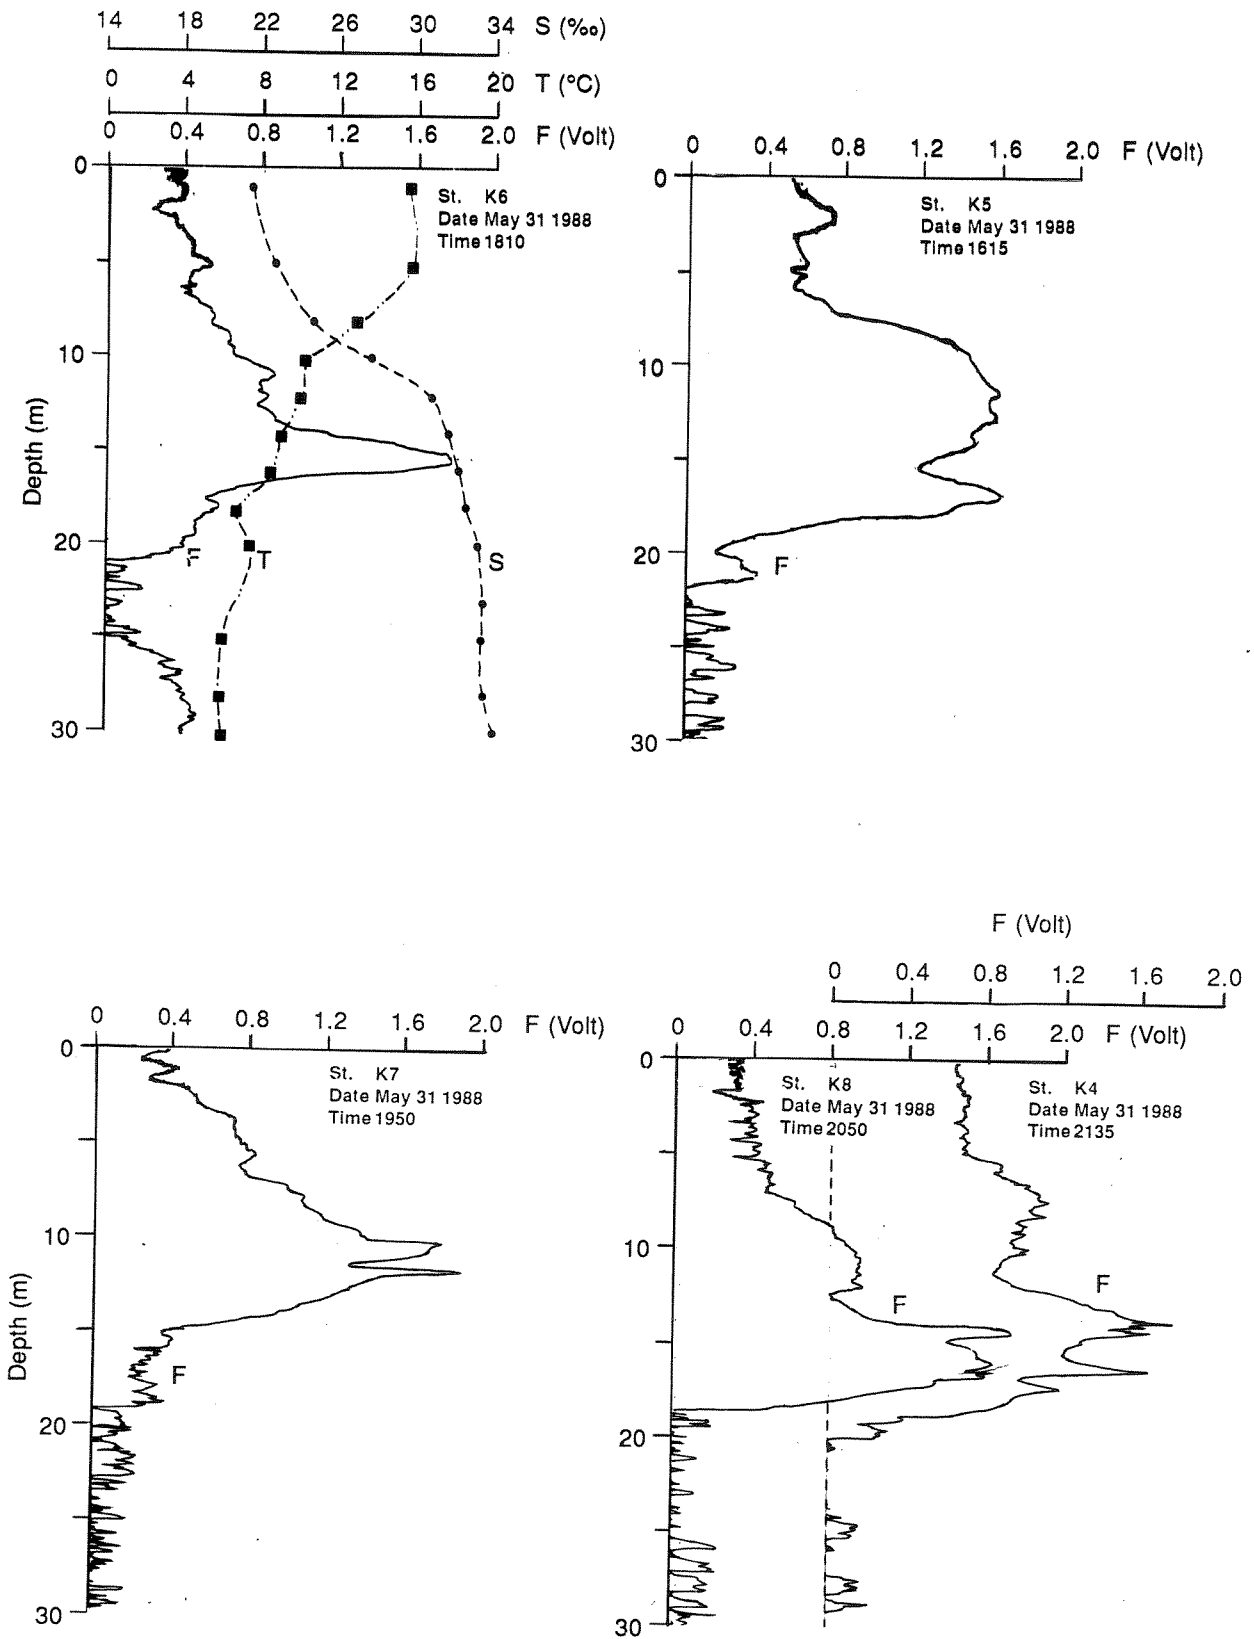 14 18 22 26 30 34 S (‰)
0 4 8 12 16 20 T (°C)
0 0.4 0.8 1.2 1.6 2.0 F (Volt)
0
10
20
30
Depth (m)
St. K6
Date May 31 1988
Time 1810
F T S
0 0.4 0.8 1.2 1.6 2.0 F (Volt)
0
10
20
30
St. K5
Date May 31 1988
Time 1615
F
0 0.4 0.8 1.2 1.6 2.0 F (Volt)
0
10
20
30
Depth (m)
St. K7
Date May 31 1988
Time 1950
F
F (Volt)
0 0.4 0.8 1.2 1.6 2.0
0 0.4 0.8 1.2 1.6 2.0 F (Volt)
0
10
20
30
St. K8
Date May 31 1988
Time 2050
F
St. K4
Date May 31 1988
Time 2135
F